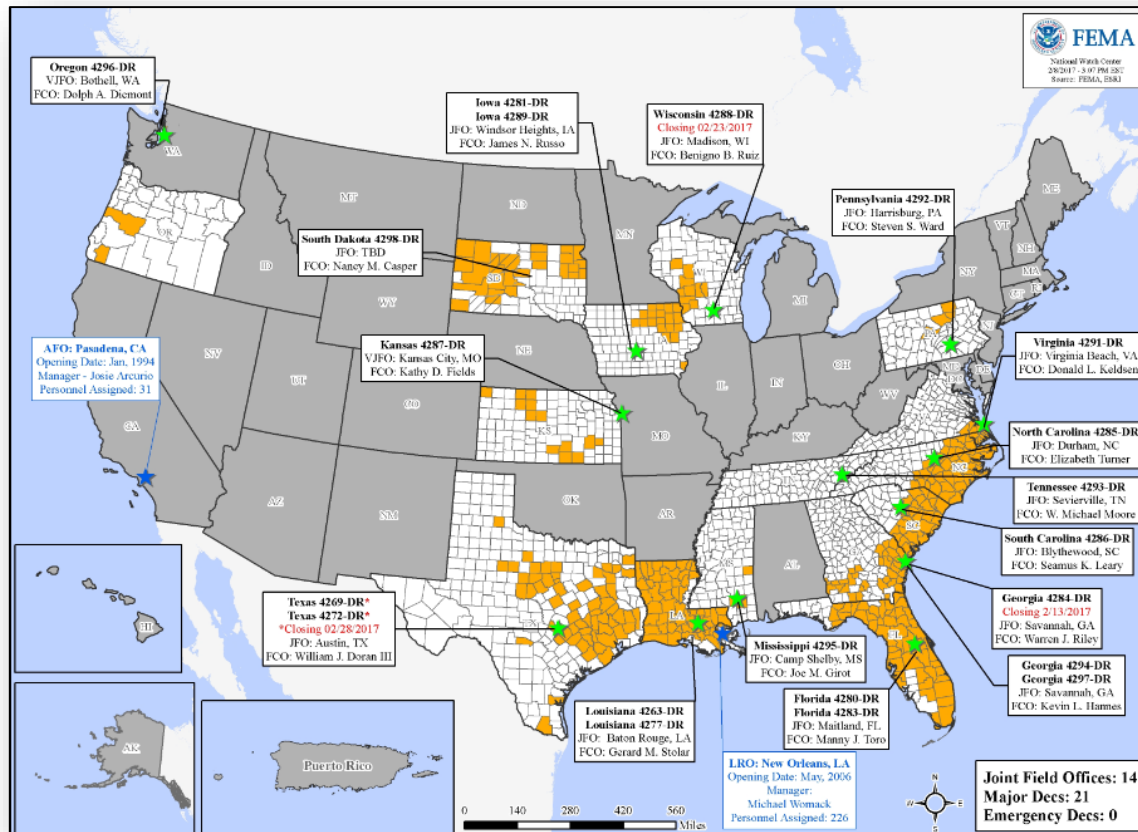 FEMA
National Watch Center
2/8/2017 - 3:07 PM EST
Source: FEMA, ESRI
Oregon 4296-DR
VJFO: Bothell, WA
FCO: Dolph A. Diemont
Iowa 4281-DR
Iowa 4289-DR
JFO: Windsor Heights, IA
FCO: James N. Russo
Wisconsin 4288-DR
Closing 02/23/2017
JFO: Madison, WI
FCO: Benigno B. Ruiz
Pennsylvania 4292-DR
JFO: Harrisburg, PA
FCO: Steven S. Ward
South Dakota 4298-DR
JFO: TBD
FCO: Nancy M. Casper
Kansas 4287-DR
VJFO: Kansas City, MO
FCO: Kathy D. Fields
AFO: Pasadena, CA
Opening Date: Jan, 1994
Manager - Josie Arcurio
Personnel Assigned: 31
Virginia 4291-DR
JFO: Virginia Beach, VA
FCO: Donald L. Keldsen
North Carolina 4285-DR
JFO: Durham, NC
FCO: Elizabeth Turner
Tennessee 4293-DR
JFO: Sevierville, TN
FCO: W. Michael Moore
South Carolina 4286-DR
JFO: Blythewood, SC
FCO: Seamus K. Leary
Georgia 4284-DR
Closing 2/13/2017
JFO: Savannah, GA
FCO: Warren J. Riley
Georgia 4294-DR
Georgia 4297-DR
JFO: Savannah, GA
FCO: Kevin L. Hannes
Texas 4269-DR*
Texas 4272-DR*
*Closing 02/28/2017
JFO: Austin, TX
FCO: William J. Doran III
Louisiana 4263-DR
Louisiana 4277-DR
JFO: Baton Rouge, LA
FCO: Gerard M. Stolar
Mississippi 4295-DR
JFO: Camp Shelby, MS
FCO: Joe M. Girot
Florida 4280-DR
Florida 4283-DR
JFO: Maitland, FL
FCO: Manny J. Toro
LRO: New Orleans, LA
Opening Date: May, 2006
Manager:
Michael Womack
Personnel Assigned: 226
WA
MT
ND
MN
ME
VT
NH
MA
RI
CT
NY
OR
ID
SD
WI
MI
WY
IA
PA
NJ
NV
UT
NE
IL
IN
OH
MD
DE
DC
WV
CA
CO
KS
MO
KY
NC
TN
AZ
NM
OK
AR
SC
MS
AL
GA
TX
LA
FL
HI
AK
Puerto Rico
N
W
E
S
0 140 280 420 560
Miles
Joint Field Offices: 14
Major Decs: 21
Emergency Decs: 0